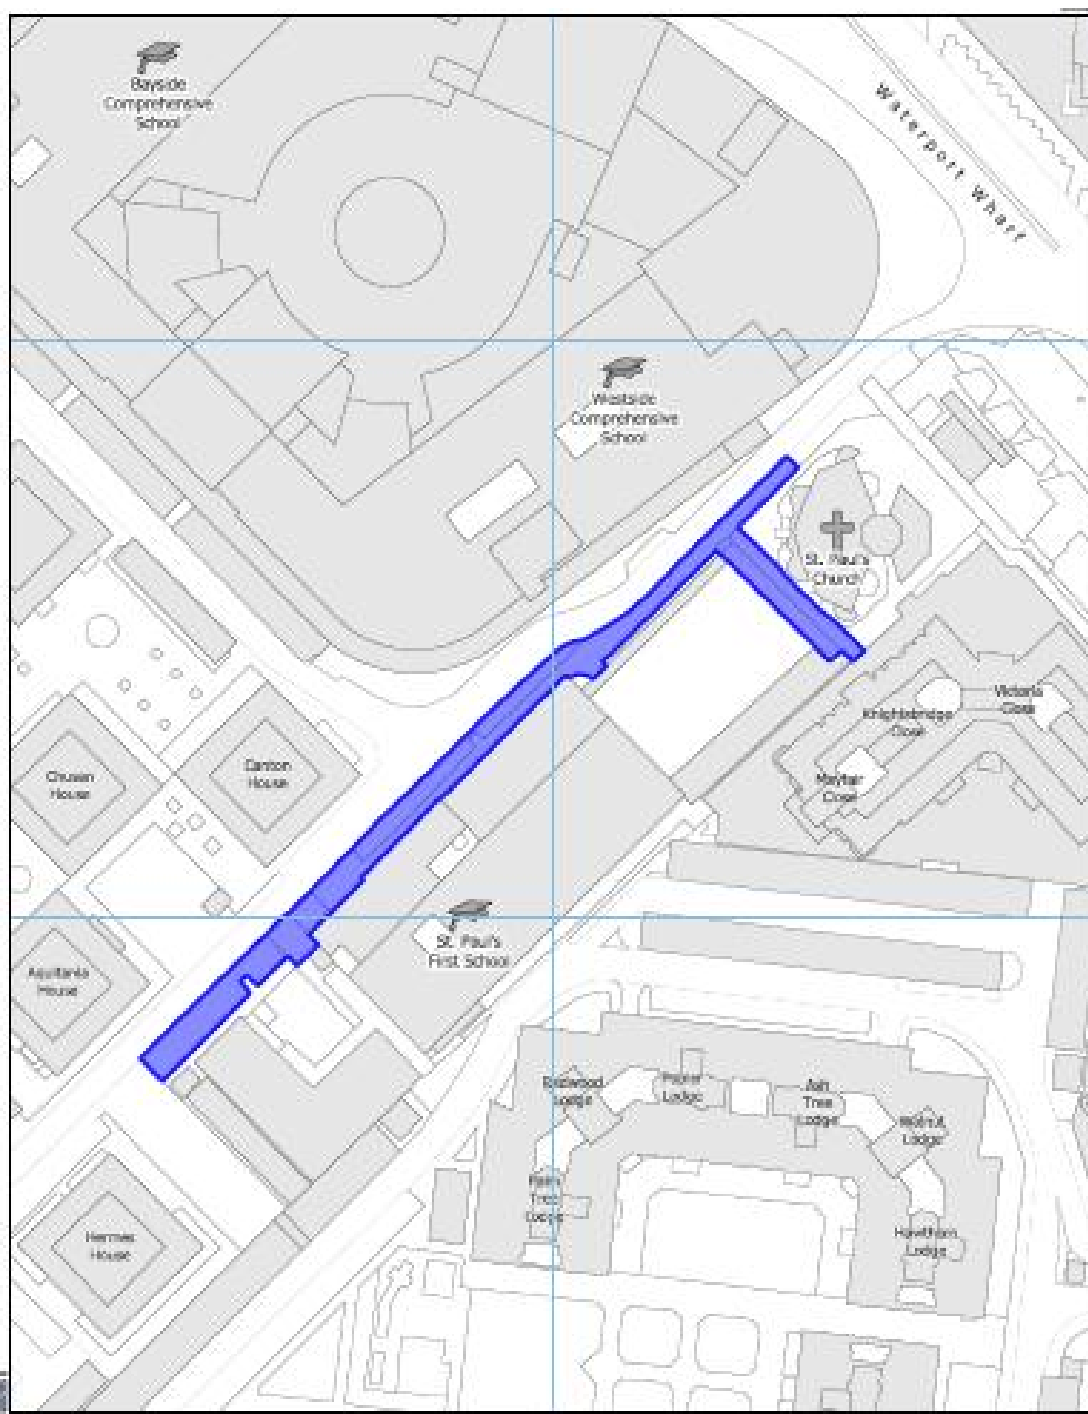 Bayside
Comprehensive
School
Waterport Wharf
Westside
Comprehensive
School
St. Paul's
Church
Victoria
Close
Knightsbridge
Close
Mayfair
Close
Canton
House
Chusan
House
St. Paul's
First School
Aquitania
House
Lodge
Lodge
Ash
Tree
Lodge
Walnut
Lodge
Palm
Tree
Lodge
Hawthorn
Lodge
Hermes
House